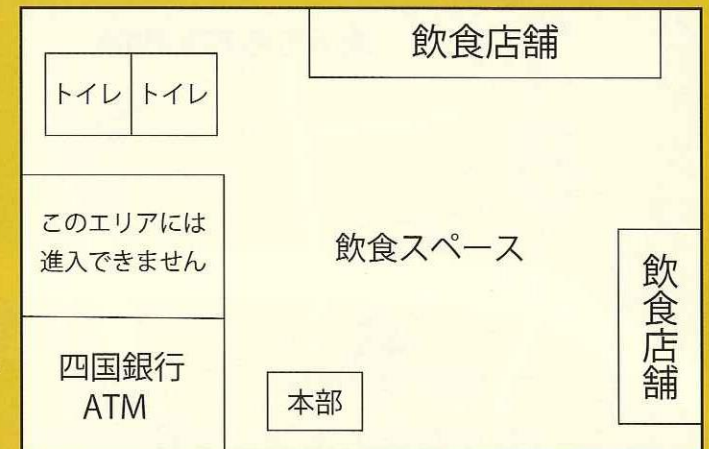 飲食店舗
トイレ
トイレ
このエリアには
進入できません
飲食スペース
飲食店舗
四国銀行
ATM
本部